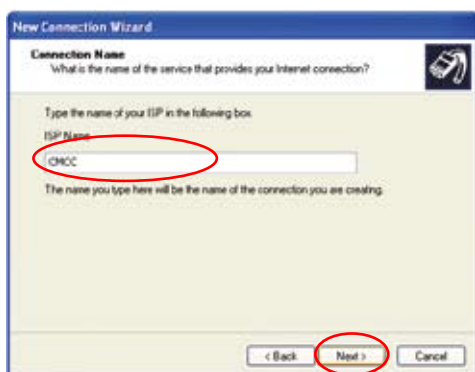 New Connection Wizard
Connection Name
What is the name of the service that provides your Internet connection?
Type the name of your ISP in the following box.
ISP Name
CMCC
The name you type here will be the name of the connection you are creating.
< Back
Next >
Cancel